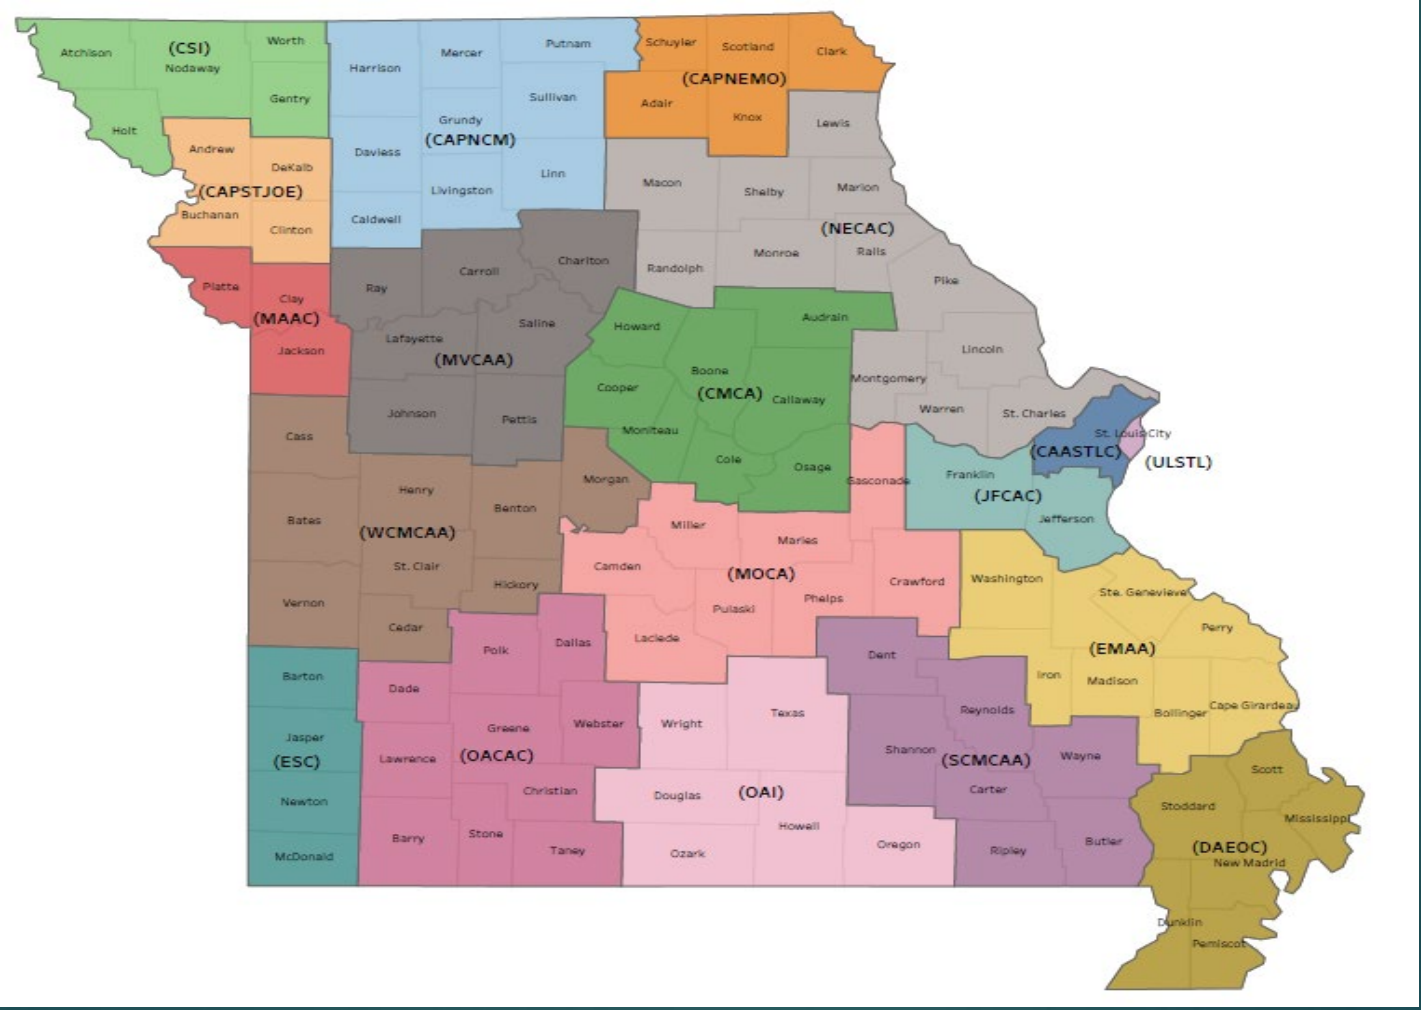 Atchison
(CSI)
Nodaway
Worth
Gentry
Holt
Andrew
DeKalb
(CAPSTJOE)
Buchanan
Clinton
Harrison
Mercer
Putnam
Sullivan
Grundy
(CAPNCM)
Daviess
Livingston
Linn
Caldwell
Schuyler
Scotland
Clark
(CAPNEMO)
Adair
Knox
Lewis
Macon
Shelby
Marion
(NECAC)
Randolph
Monroe
Ralls
Pike
Lincoln
Montgomery
Warren
St. Charles
Platte
Clay
(MAAC)
Jackson
Ray
Carroll
Chariton
Lafayette
Saline
(MVCAA)
Johnson
Pettis
Howard
Audrain
Boone
Cooper
(CMCA)
Callaway
Moniteau
Cole
Osage
St. Louis City
(CAASTLC)
(ULSTL)
Franklin
(JFCAC)
Jefferson
Cass
Henry
Morgan
Benton
Bates
(WCMCAA)
St. Clair
Hickory
Vernon
Cedar
Gasconade
Miller
Maries
Camden
(MOCA)
Crawford
Pulaski
Phelps
Laclede
Washington
Ste. Genevieve
Perry
(EMAA)
Iron
Madison
Bollinger
Cape Girardeau
Barton
Jasper
(ESC)
Newton
McDonald
Polk
Dallas
Dade
Greene
Webster
(OACAC)
Lawrence
Christian
Barry
Stone
Taney
Wright
Texas
Douglas
(OAI)
Howell
Ozark
Oregon
Dent
Reynolds
Shannon
(SCMCAA)
Wayne
Carter
Ripley
Butler
Scott
Stoddard
Mississippi
(DAEOC)
New Madrid
Dunklin
Pemiscot